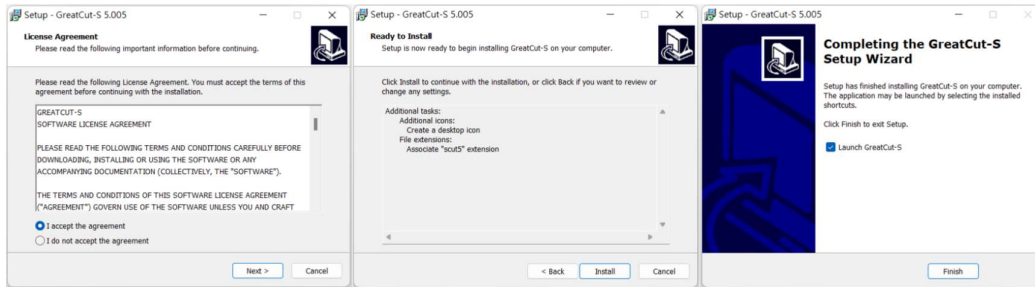 Setup - GreatCut-S 5.005
License Agreement
Please read the following important information before continuing.
Please read the following License Agreement. You must accept the terms of this
agreement before continuing with the installation.
GREATCUT-S
SOFTWARE LICENSE AGREEMENT
PLEASE READ THE FOLLOWING TERMS AND CONDITIONS CAREFULLY BEFORE
DOWNLOADING, INSTALLING OR USING THE SOFTWARE OR ANY
ACCOMPANYING DOCUMENTATION (COLLECTIVELY, THE "SOFTWARE").
THE TERMS AND CONDITIONS OF THIS SOFTWARE LICENSE AGREEMENT
("AGREEMENT") GOVERN USE OF THE SOFTWARE UNLESS YOU AND CRAFT
I accept the agreement
I do not accept the agreement
Next >
Cancel
Setup - GreatCut-S 5.005
Ready to Install
Setup is now ready to begin installing GreatCut-S on your computer.
Click Install to continue with the installation, or click Back if you want to review or
change any settings.
Additional tasks:
Additional icons:
Create a desktop icon
File extensions:
Associate "scut5" extension
< Back
Install
Cancel
Setup - GreatCut-S 5.005
Completing the GreatCut-S
Setup Wizard
Setup has finished installing GreatCut-S on your computer.
The application may be launched by selecting the installed
shortcuts.
Click Finish to exit Setup.
Launch GreatCut-S
Finish